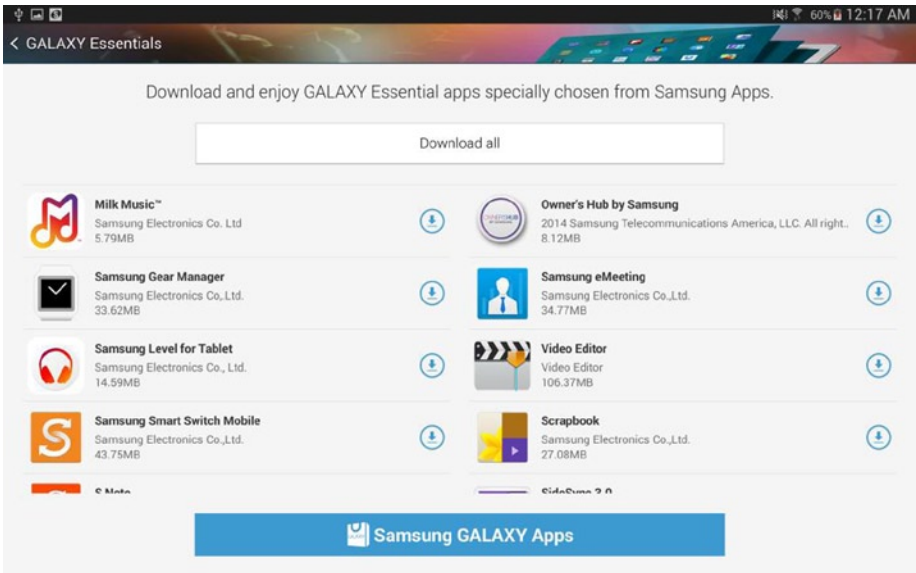 60% 12:17 AM
GALAXY Essentials
Download and enjoy GALAXY Essential apps specially chosen from Samsung Apps.
Download all
Milk Music™
Samsung Electronics Co. Ltd
5.79MB
Owner's Hub by Samsung
2014 Samsung Telecommunications America, LLC. All right..
8.12MB
Samsung Gear Manager
Samsung Electronics Co,.Ltd.
33.62MB
Samsung eMeeting
Samsung Electronics Co.,Ltd.
34.77MB
Samsung Level for Tablet
Samsung Electronics Co., Ltd.
14.59MB
Video Editor
Video Editor
106.37MB
Samsung Smart Switch Mobile
Samsung Electronics Co.,Ltd.
43.75MB
Scrapbook
Samsung Electronics Co.,Ltd.
27.08MB
S Note
SideSync 3.0
Samsung GALAXY Apps